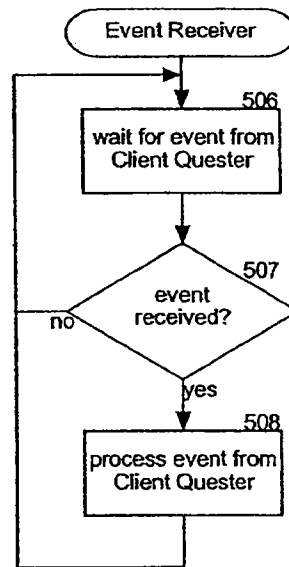 Event Receiver
506
wait for event from
Client Quester
507
event
received?
no
yes
508
process event from
Client Quester